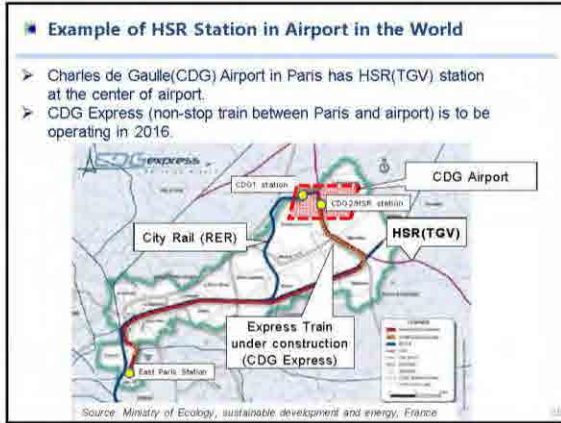 Example of HSR Station in Airport in the World
Charles de Gaulle(CDG) Airport in Paris has HSR(TGV) station
at the center of airport.
CDG Express (non-stop train between Paris and airport) is to be
operating in 2016.
CDG express
CDG1 station
CDG Airport
CDG2/HSR station
City Rail (RER)
HSR(TGV)
Express Train
under construction
(CDG Express)
East Paris Station
Source: Ministry of Ecology, sustainable development and energy, France